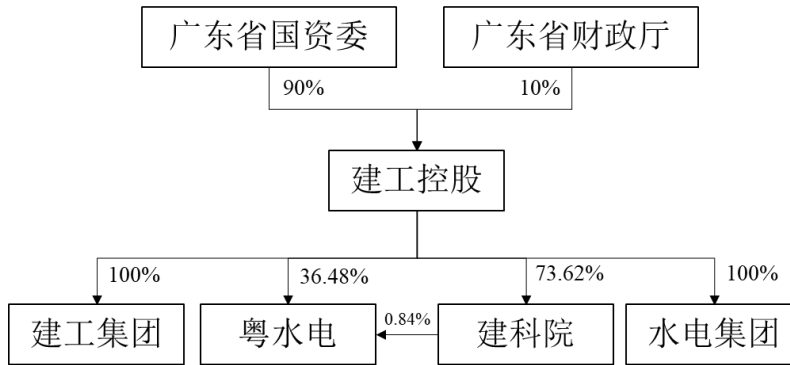 广东省国资委
广东省财政厅
90%
10%
建工控股
100%
36.48%
73.62%
100%
建工集团
粤水电
0.84%
建科院
水电集团